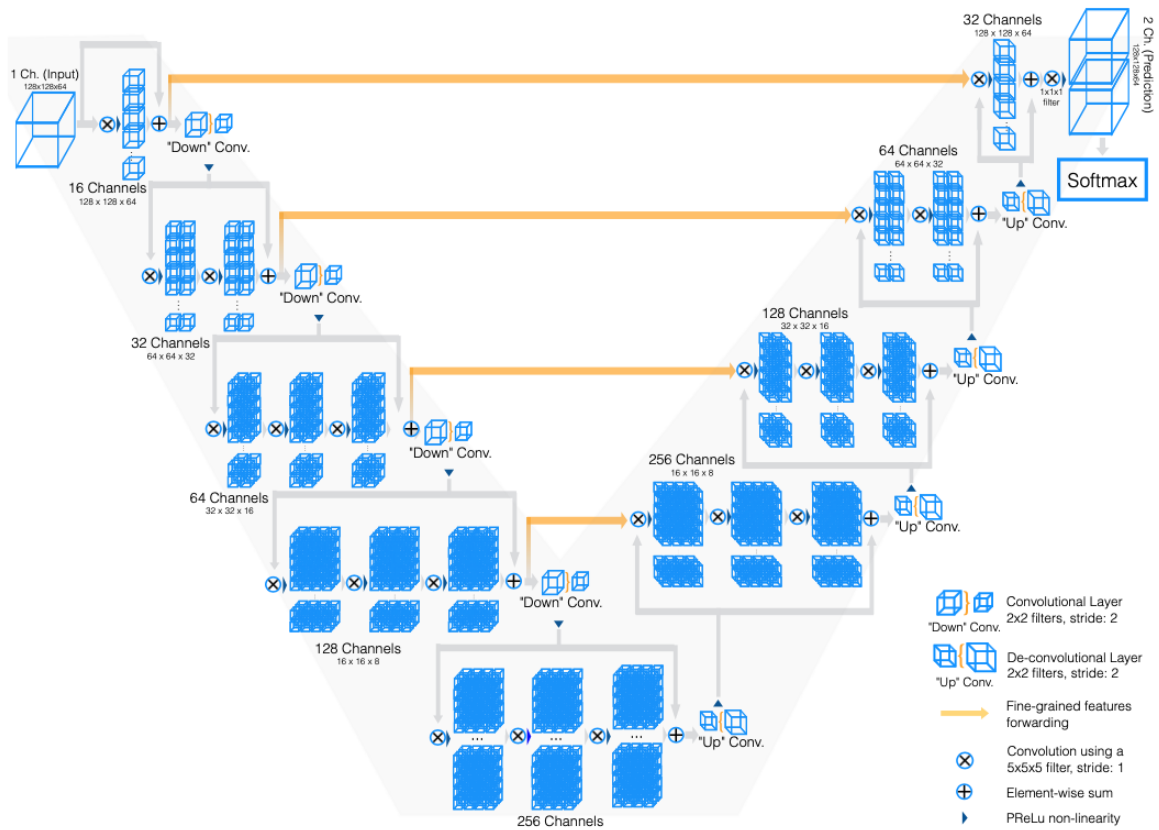 1 Ch. (Input)
128x128x64
"Down" Conv.
16 Channels
128 x 128 x 64
"Down" Conv.
32 Channels
64 x 64 x 32
"Down" Conv.
64 Channels
32 x 32 x 16
"Down" Conv.
128 Channels
16 x 16 x 8
...
...
...
256 Channels
"Up" Conv.
256 Channels
16 x 16 x 8
"Up" Conv.
128 Channels
32 x 32 x 16
"Up" Conv.
64 Channels
64 x 64 x 32
"Up" Conv.
32 Channels
128 x 128 x 64
1x1x1
filter
2 Ch. (Prediction)
128x128x64
Softmax
"Down" Conv.
Convolutional Layer
2x2 filters, stride: 2
"Up" Conv.
De-convolutional Layer
2x2 filters, stride: 2
Fine-grained features
forwarding
Convolution using a
5x5x5 filter, stride: 1
Element-wise sum
PReLu non-linearity